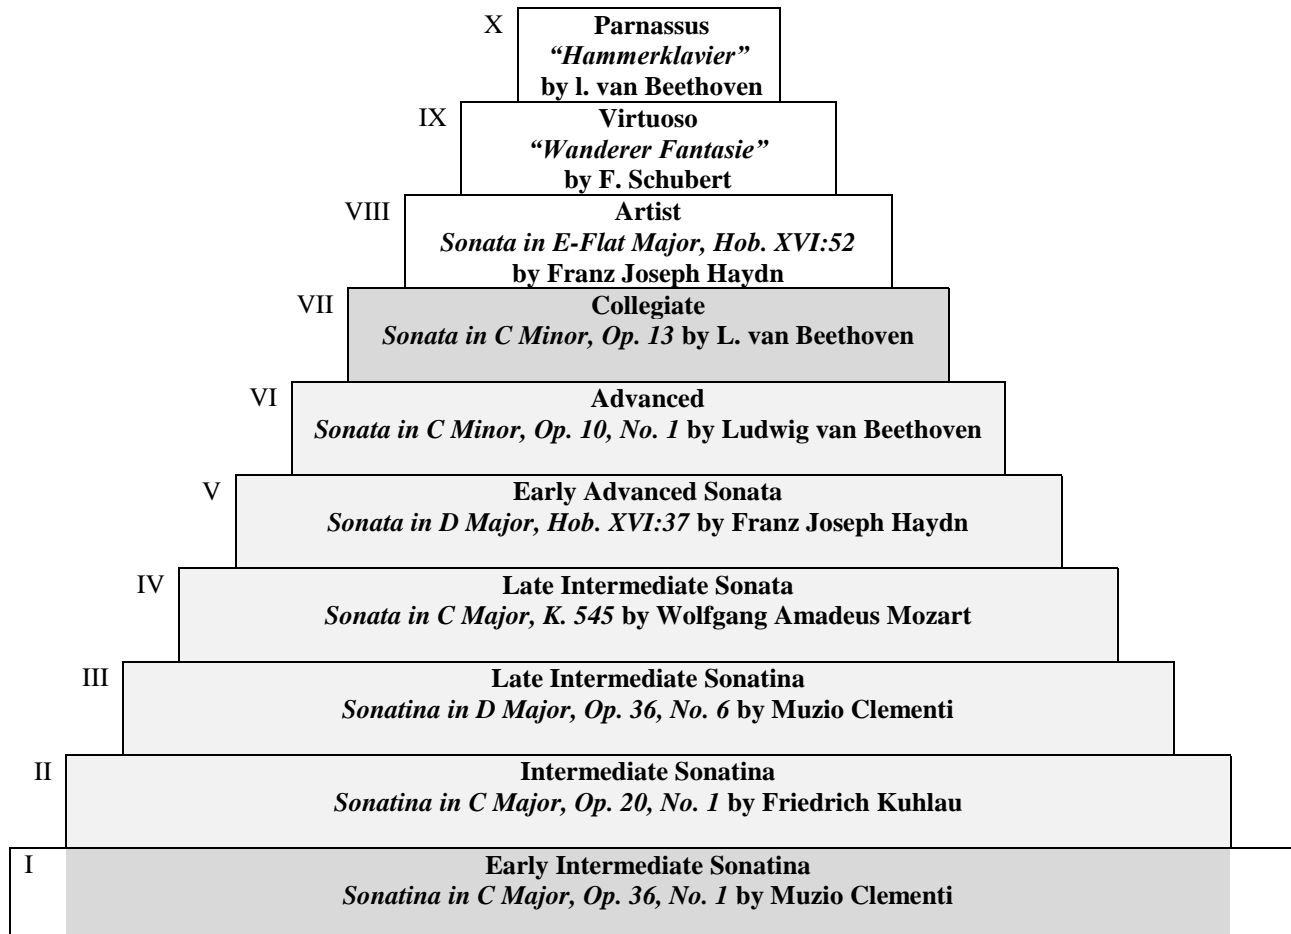 X
Parnassus
“Hammerklavier”
by l. van Beethoven
IX
Virtuoso
“Wanderer Fantasie”
by F. Schubert
VIII
Artist
Sonata in E-Flat Major, Hob. XVI:52
by Franz Joseph Haydn
VII
Collegiate
Sonata in C Minor, Op. 13 by L. van Beethoven
VI
Advanced
Sonata in C Minor, Op. 10, No. 1 by Ludwig van Beethoven
V
Early Advanced Sonata
Sonata in D Major, Hob. XVI:37 by Franz Joseph Haydn
IV
Late Intermediate Sonata
Sonata in C Major, K. 545 by Wolfgang Amadeus Mozart
III
Late Intermediate Sonatina
Sonatina in D Major, Op. 36, No. 6 by Muzio Clementi
II
Intermediate Sonatina
Sonatina in C Major, Op. 20, No. 1 by Friedrich Kuhlau
I
Early Intermediate Sonatina
Sonatina in C Major, Op. 36, No. 1 by Muzio Clementi